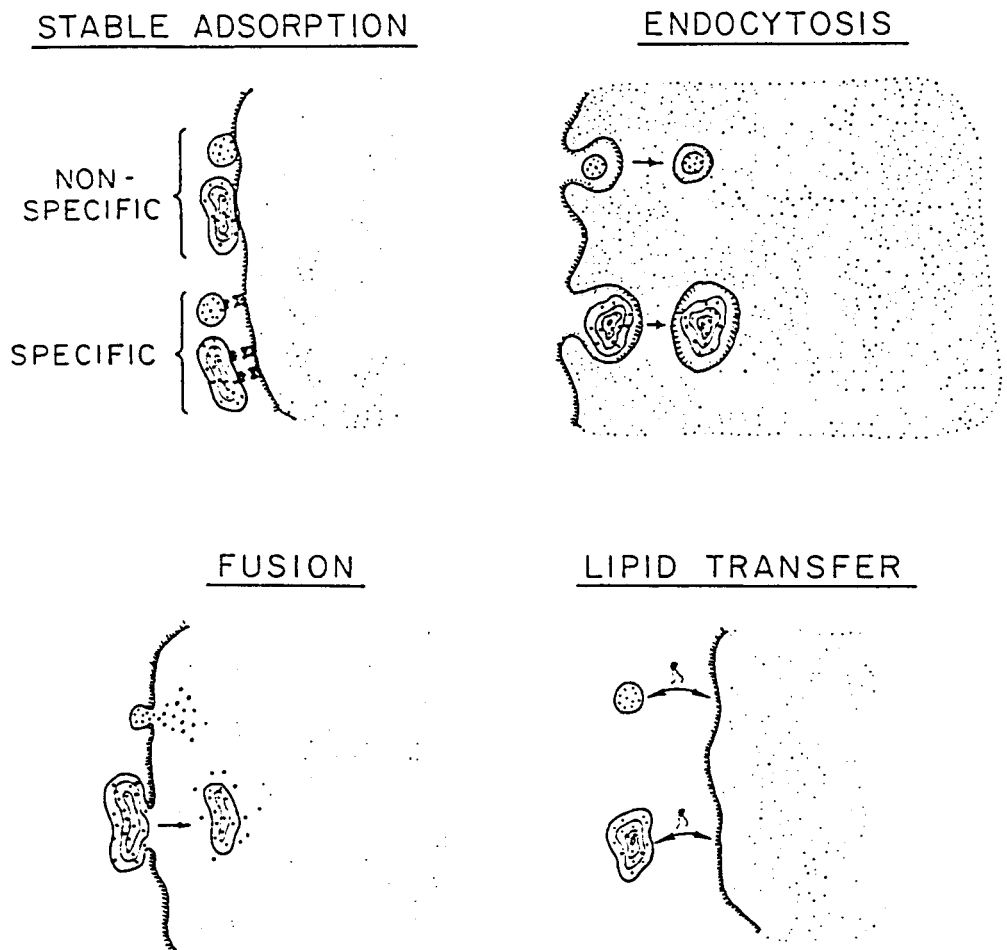 STABLE ADSORPTION
ENDOCYTOSIS
NON-
SPECIFIC
SPECIFIC
FUSION
LIPID TRANSFER